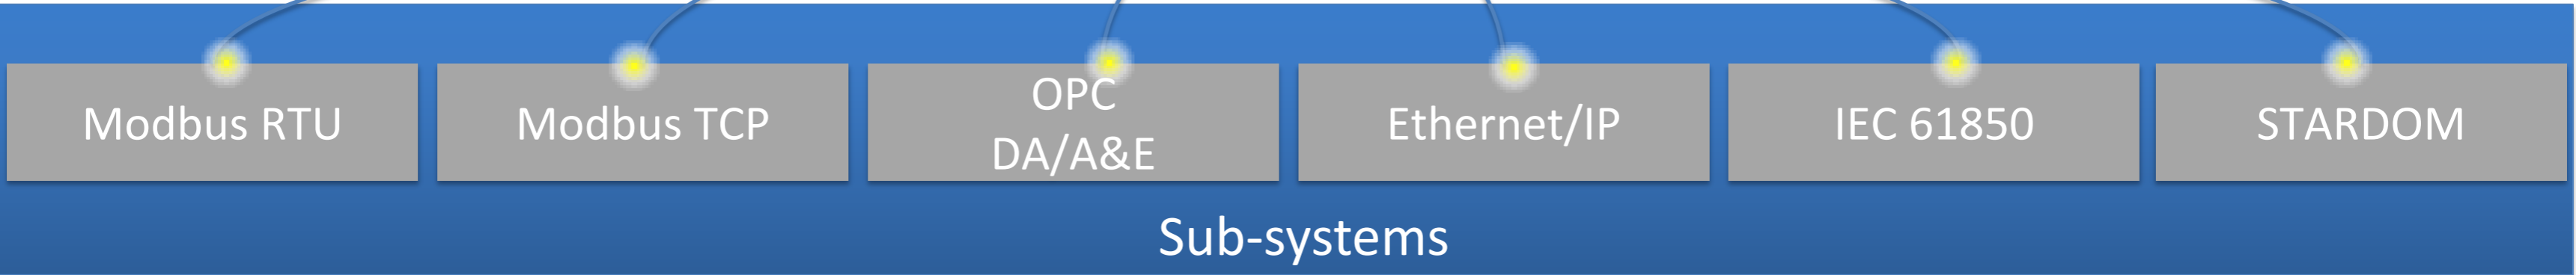 Modbus RTU
Modbus TCP
OPC
DA/A&E
Ethernet/IP
IEC 61850
STARDOM
Sub-systems